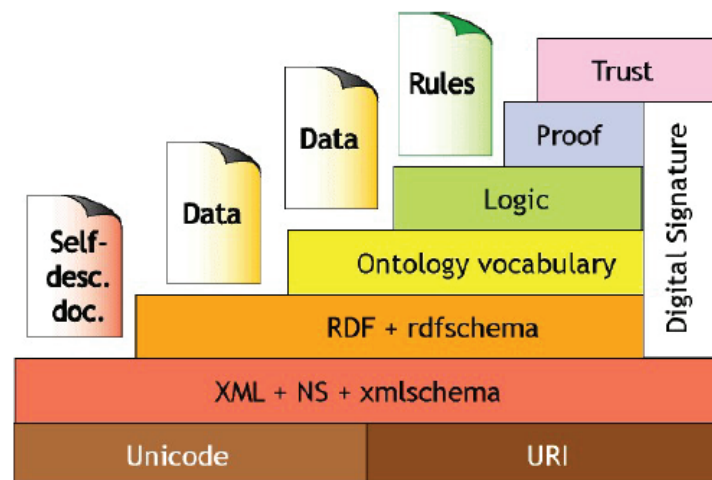 Rules
Trust
Data
Proof
Data
Logic
Self-
desc.
doc.
Ontology vocabulary
Digital Signature
RDF + rdfschema
XML + NS + xmlschema
Unicode
URI